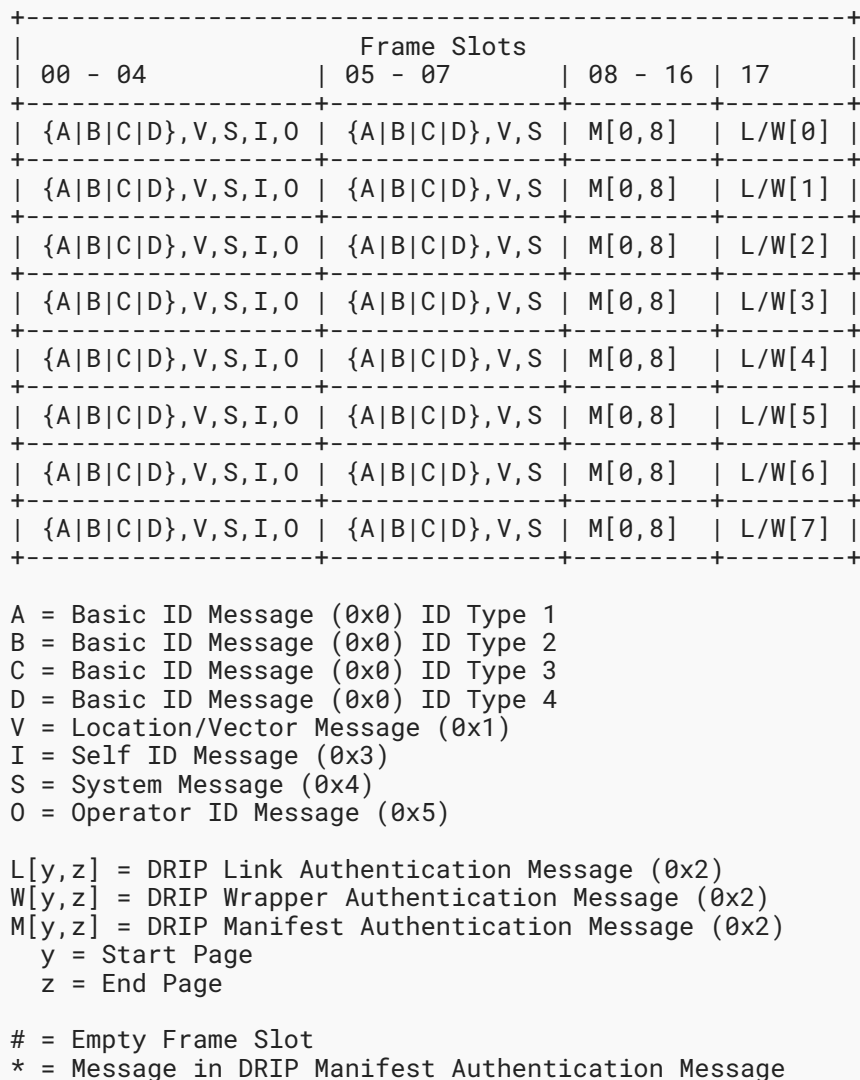 +------------------------------------------------------+
|                      Frame Slots                     |
| 00 - 04           | 05 - 07       | 08 - 16 | 17     |
+-------------------+---------------+---------+--------+
| {A|B|C|D},V,S,I,O | {A|B|C|D},V,S | M[0,8]  | L/W[0] |
+-------------------+---------------+---------+--------+
| {A|B|C|D},V,S,I,O | {A|B|C|D},V,S | M[0,8]  | L/W[1] |
+-------------------+---------------+---------+--------+
| {A|B|C|D},V,S,I,O | {A|B|C|D},V,S | M[0,8]  | L/W[2] |
+-------------------+---------------+---------+--------+
| {A|B|C|D},V,S,I,O | {A|B|C|D},V,S | M[0,8]  | L/W[3] |
+-------------------+---------------+---------+--------+
| {A|B|C|D},V,S,I,O | {A|B|C|D},V,S | M[0,8]  | L/W[4] |
+-------------------+---------------+---------+--------+
| {A|B|C|D},V,S,I,O | {A|B|C|D},V,S | M[0,8]  | L/W[5] |
+-------------------+---------------+---------+--------+
| {A|B|C|D},V,S,I,O | {A|B|C|D},V,S | M[0,8]  | L/W[6] |
+-------------------+---------------+---------+--------+
| {A|B|C|D},V,S,I,O | {A|B|C|D},V,S | M[0,8]  | L/W[7] |
+-------------------+---------------+---------+--------+

A = Basic ID Message (0x0) ID Type 1
B = Basic ID Message (0x0) ID Type 2
C = Basic ID Message (0x0) ID Type 3
D = Basic ID Message (0x0) ID Type 4
V = Location/Vector Message (0x1)
I = Self ID Message (0x3)
S = System Message (0x4)
O = Operator ID Message (0x5)

L[y,z] = DRIP Link Authentication Message (0x2)
W[y,z] = DRIP Wrapper Authentication Message (0x2)
M[y,z] = DRIP Manifest Authentication Message (0x2)
  y = Start Page
  z = End Page

# = Empty Frame Slot
* = Message in DRIP Manifest Authentication Message